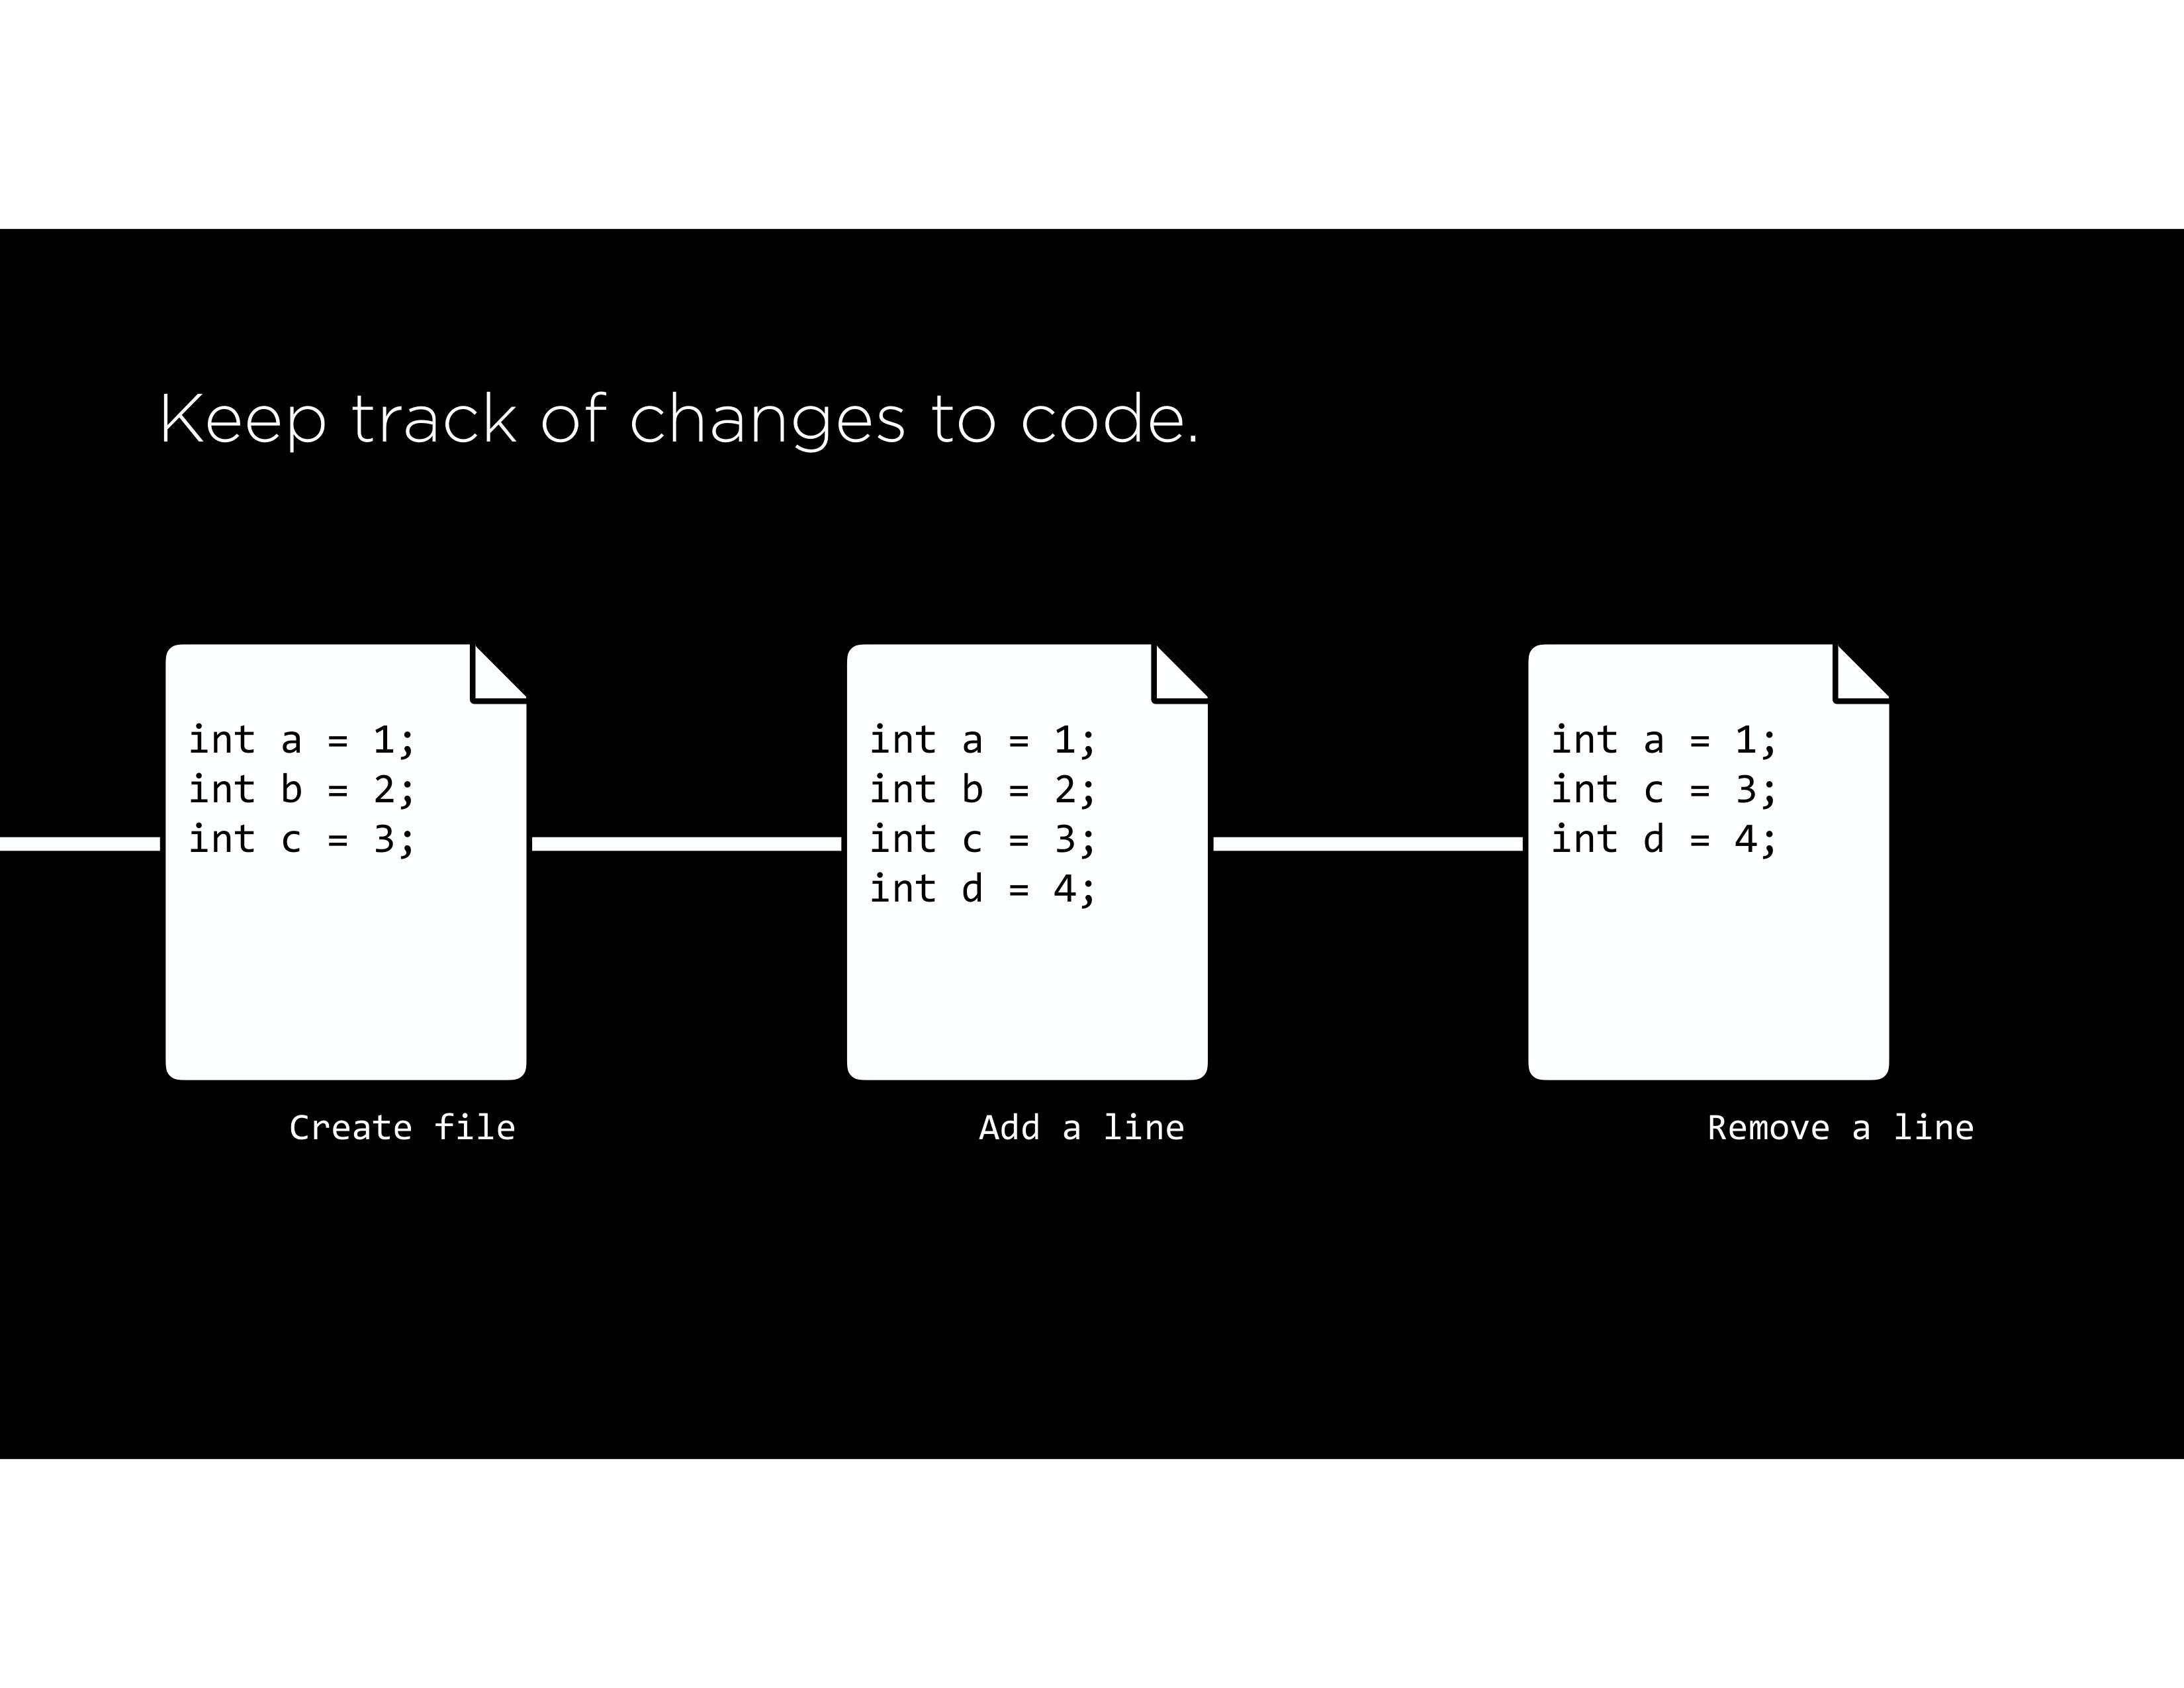 Keep track of changes to code.
int a = 1;
int b = 2;
int c = 3;
Create file
int a = 1;
int b = 2;
int c = 3;
int d = 4;
Add a line
int a = 1;
int c = 3;
int d = 4;
Remove a line